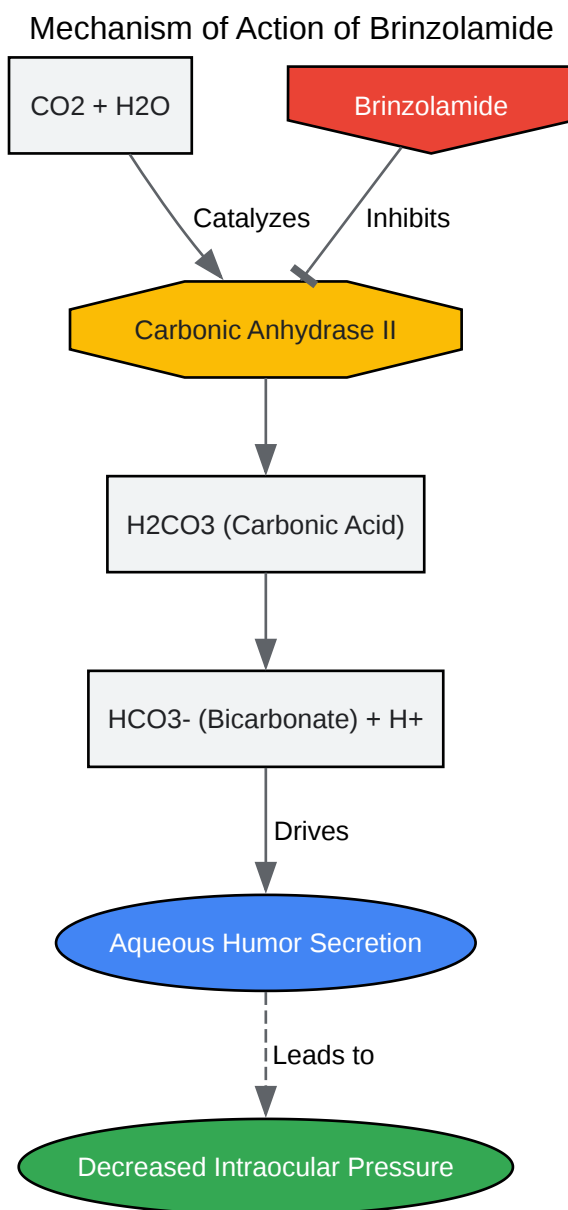 Mechanism of Action of Brinzolamide
CO2 + H2O
Brinzolamide
Catalyzes
Inhibits
Carbonic Anhydrase II
H2CO3 (Carbonic Acid)
HCO3- (Bicarbonate) + H+
Drives
Aqueous Humor Secretion
Leads to
Decreased Intraocular Pressure